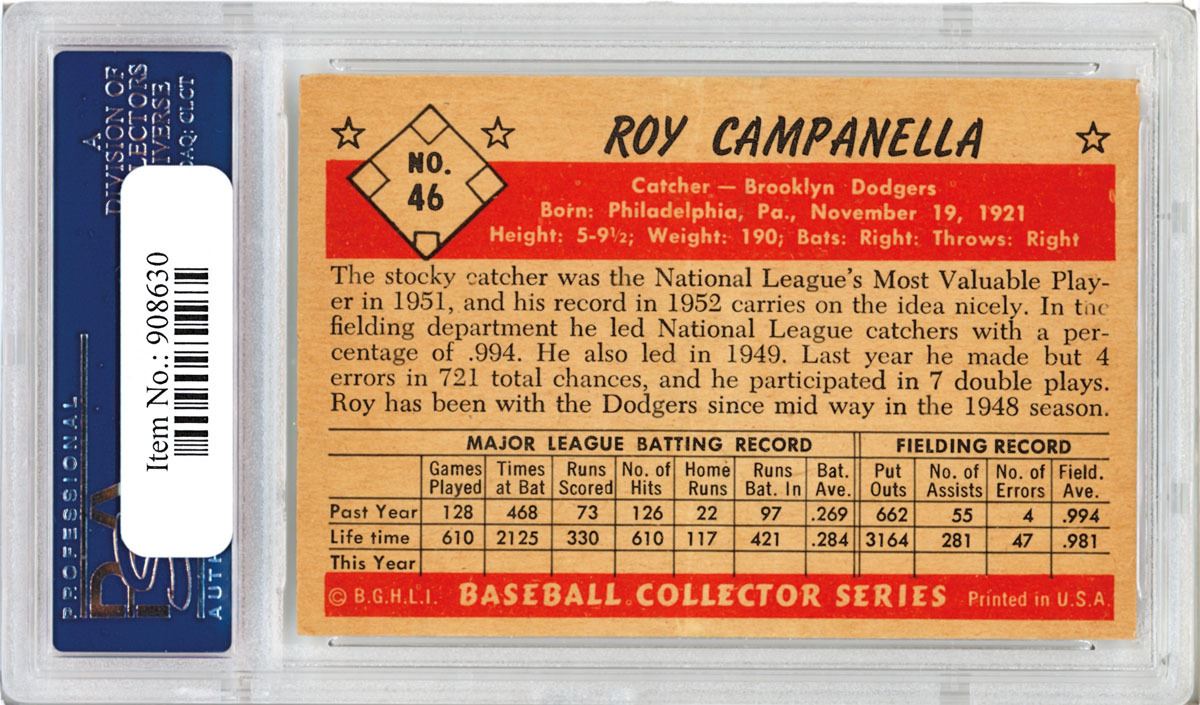 A
DIVISION OF
LECTORS
IVERSE
AQ: CLCT
Item No.: 908630
PROFESSIONAL
PSA
AUTH
ROY CAMPANELLA
NO.
46
Catcher — Brooklyn Dodgers
Born: Philadelphia, Pa., November 19, 1921
Height: 5-9½; Weight: 190; Bats: Right: Throws: Right
The stocky catcher was the National League's Most Valuable Play-
er in 1951, and his record in 1952 carries on the idea nicely. In the
fielding department he led National League catchers with a per-
centage of .994. He also led in 1949. Last year he made but 4
errors in 721 total chances, and he participated in 7 double plays.
Roy has been with the Dodgers since mid way in the 1948 season.
MAJOR LEAGUE BATTING RECORD FIELDING RECORD
Games Times Runs No. of Home Runs Bat. Put No. of No. of Field.
Played at Bat Scored Hits Runs Bat. In Ave. Outs Assists Errors Ave.
Past Year 128 468 73 126 22 97 .269 662 55 4 .994
Life time 610 2125 330 610 117 421 .284 3164 281 47 .981
This Year
© B.G.H.L.I. BASEBALL COLLECTOR SERIES Printed in U.S.A.